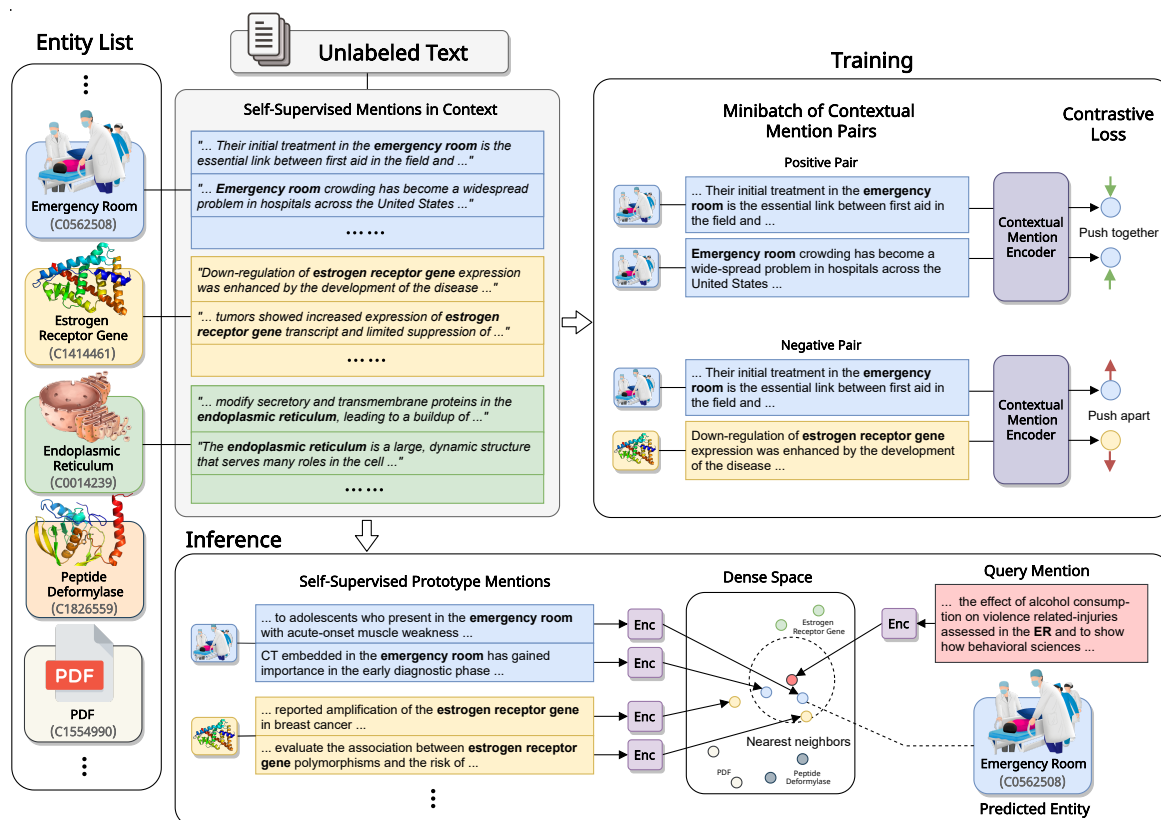 Entity List
⋮
Emergency Room
(C0562508)
Estrogen
Receptor Gene
(C1414461)
Endoplasmic
Reticulum
(C0014239)
Peptide
Deformylase
(C1826559)
PDF
PDF
(C1554990)
⋮
Unlabeled Text
Self-Supervised Mentions in Context
"... Their initial treatment in the emergency room is the
essential link between first aid in the field and ..."
"... Emergency room crowding has become a widespread
problem in hospitals across the United States ..."
... ...
"Down-regulation of estrogen receptor gene expression
was enhanced by the development of the disease ..."
"... tumors showed increased expression of estrogen
receptor gene transcript and limited suppression of ..."
... ...
"... modify secretory and transmembrane proteins in the
endoplasmic reticulum, leading to a buildup of ..."
"The endoplasmic reticulum is a large, dynamic structure
that serves many roles in the cell ..."
... ...
Training
Minibatch of Contextual
Mention Pairs
Contrastive
Loss
Positive Pair
... Their initial treatment in the emergency
room is the essential link between first aid in
the field and ...
Emergency room crowding has become a
wide-spread problem in hospitals across the
United States ...
Contextual
Mention
Encoder
Push together
Negative Pair
... Their initial treatment in the emergency
room is the essential link between first aid in
the field and ...
Down-regulation of estrogen receptor gene
expression was enhanced by the development
of the disease ...
Contextual
Mention
Encoder
Push apart
Inference
Self-Supervised Prototype Mentions
... to adolescents who present in the emergency room
with acute-onset muscle weakness ...
CT embedded in the emergency room has gained
importance in the early diagnostic phase ...
... reported amplification of the estrogen receptor gene
in breast cancer ...
... evaluate the association between estrogen receptor
gene polymorphisms and the risk of ...
⋮
Enc
Enc
Enc
Enc
Dense Space
Estrogen
Receptor Gene
Nearest neighbors
PDF
Peptide
Deformylase
Enc
Query Mention
... the effect of alcohol consump-
tion on violence related-injuries
assessed in the ER and to show
how behavioral sciences ...
Emergency Room
(C0562508)
Predicted Entity